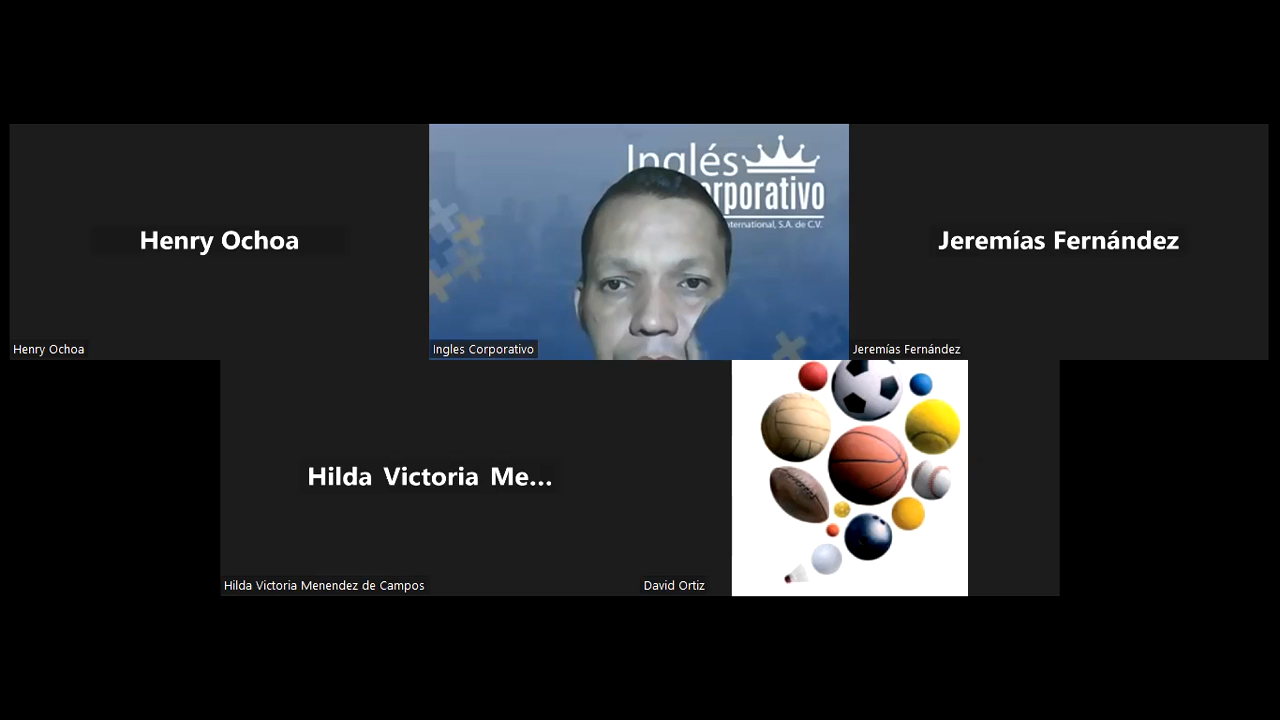 Henry Ochoa
Henry Ochoa
Inglés
orporativo
nternational, S.A. de C.V.
Ingles Corporativo
Jeremías Fernández
Jeremías Fernández
Hilda Victoria Me...
Hilda Victoria Menendez de Campos
David Ortiz